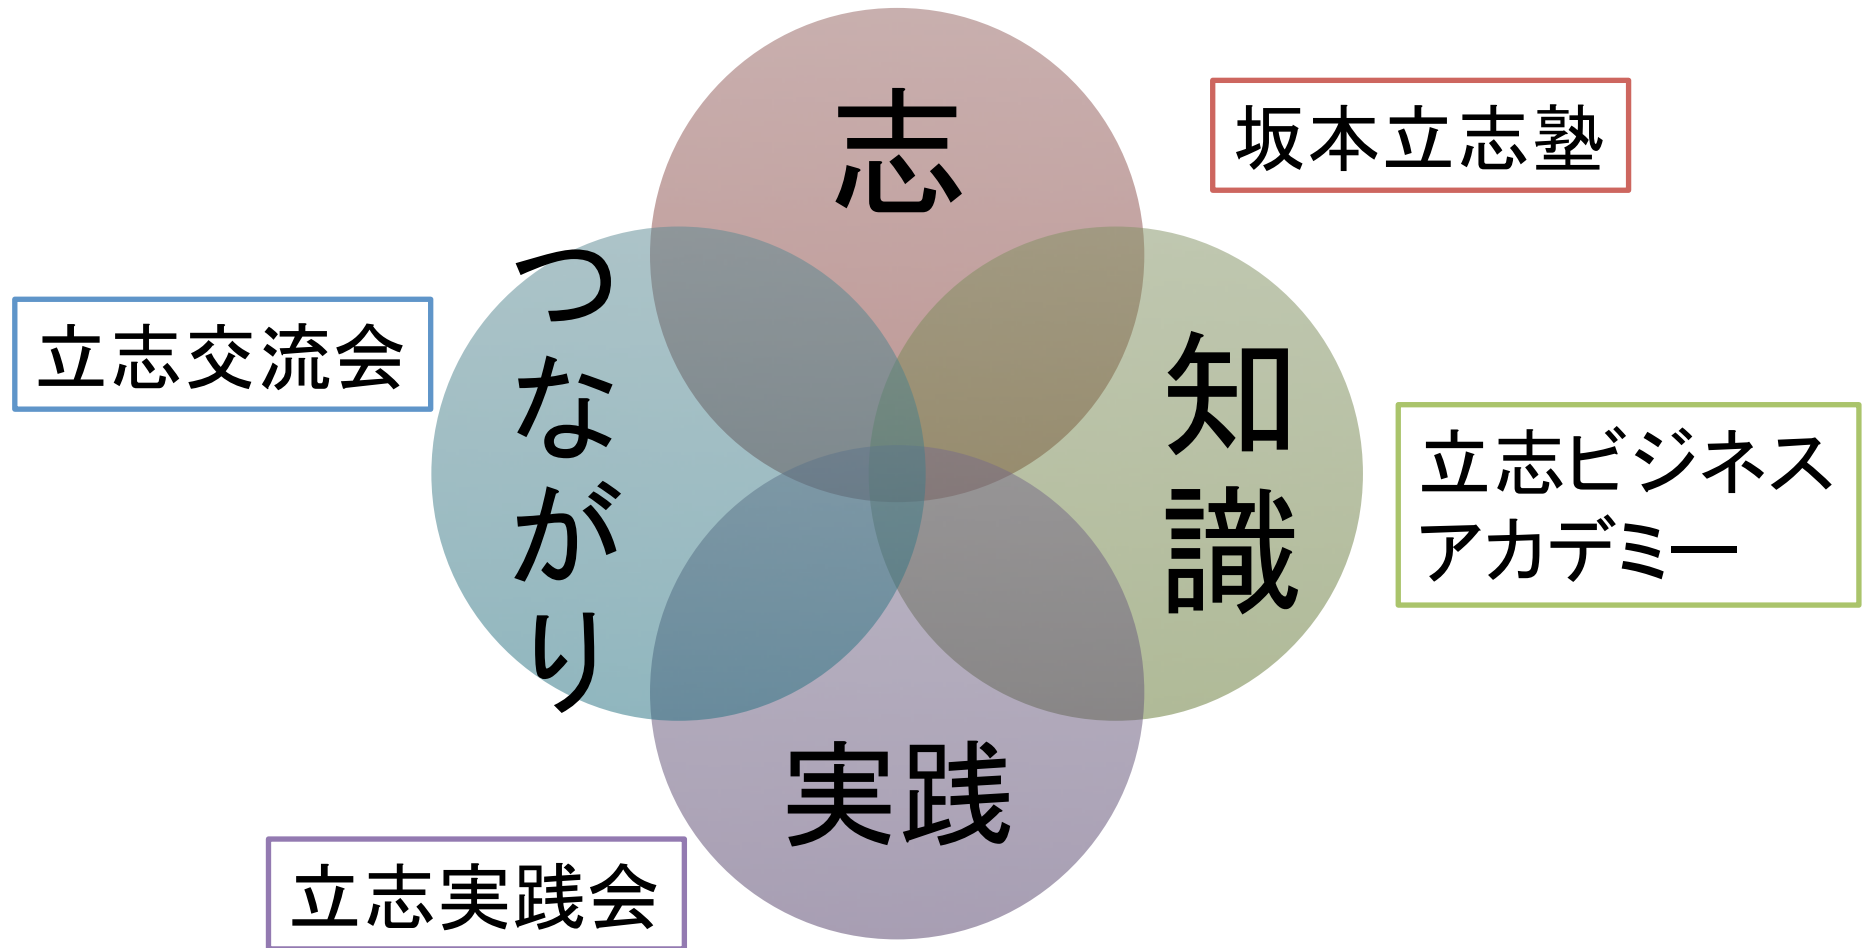 志
坂本立志塾
つながり
立志交流会
知識
立志ビジネス
アカデミー
実践
立志実践会